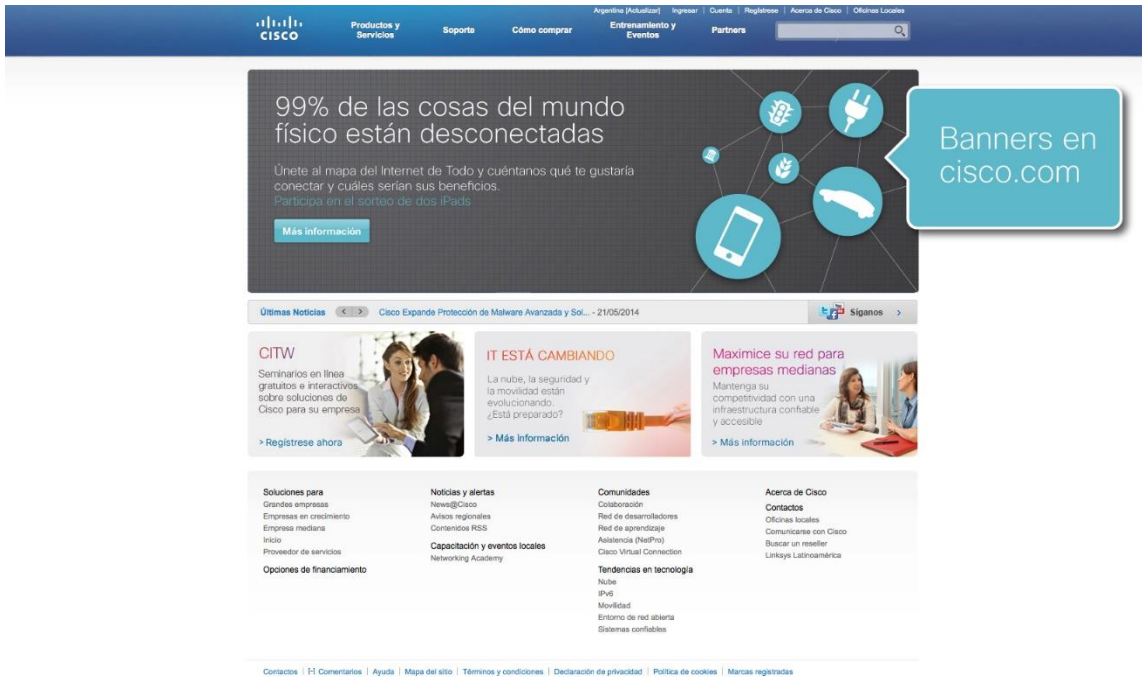 Argentina [Actualizar] Ingresar | Cuenta | Regístrese | Acerca de Cisco | Oficinas Locales
CISCO
Productos y
Servicios
Soporte
Cómo comprar
Entrenamiento y
Eventos
Partners
99% de las cosas del mundo
físico están desconectadas
Únete al mapa del Internet de Todo y cuéntanos qué te gustaría
conectar y cuáles serían sus beneficios.
Participa en el sorteo de dos iPads
Más información
Banners en
cisco.com
Últimas Noticias
Cisco Expande Protección de Malware Avanzada y Sol... - 21/05/2014
Síganos
CITW
Seminarios en línea
gratuitos e interactivos
sobre soluciones de
Cisco para su empresa
> Regístrese ahora
IT ESTÁ CAMBIANDO
La nube, la seguridad y
la movilidad están
evolucionando.
¿Está preparado?
> Más información
Maximice su red para
empresas medianas
Mantenga su
competitividad con una
infraestructura confiable
y accesible
> Más información
Soluciones para
Grandes empresas
Empresas en crecimiento
Empresa mediana
Inicio
Proveedor de servicios
Opciones de financiamiento
Noticias y alertas
News@Cisco
Avisos regionales
Contenidos RSS
Capacitación y eventos locales
Networking Academy
Comunidades
Colaboración
Red de desarrolladores
Red de aprendizaje
Asistencia (NetPro)
Cisco Virtual Connection
Tendencias en tecnología
Nube
IPv6
Movilidad
Entorno de red abierta
Sistemas confiables
Acerca de Cisco
Contactos
Oficinas locales
Comunicarse con Cisco
Buscar un reseller
Linksys Latinoamérica
Contactos | [+] Comentarios | Ayuda | Mapa del sitio | Términos y condiciones | Declaración de privacidad | Política de cookies | Marcas registradas